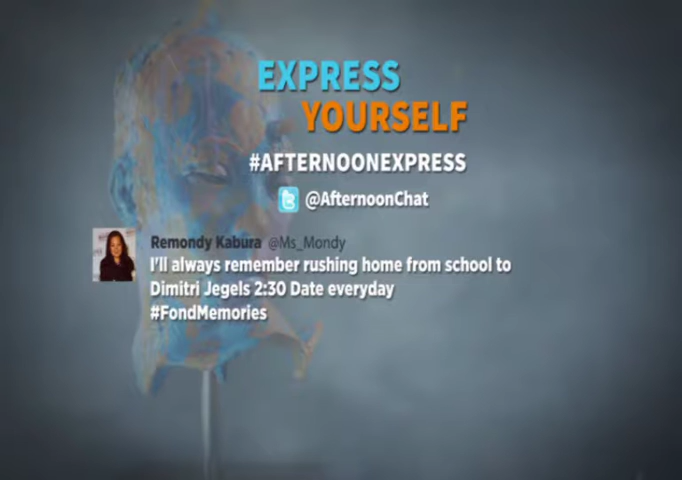 EXPRESS
YOURSELF
#AFTERNOONEXPRESS
@AfternoonChat
Remondy Kabura @Ms_Mondy
I'll always remember rushing home from school to
Dimitri Jegels 2:30 Date everyday
#FondMemories